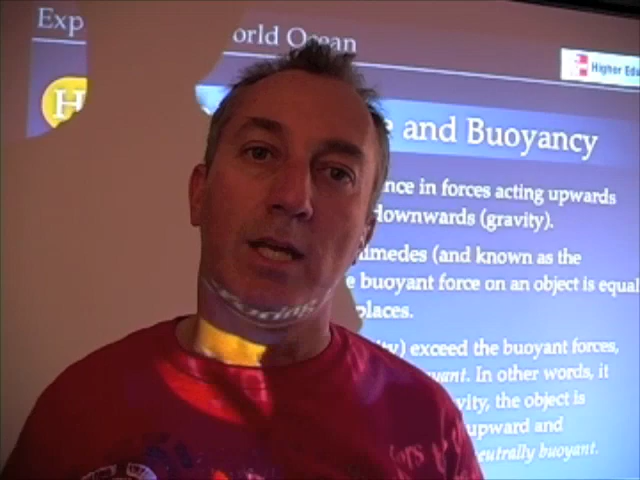 Exp
orld Ocean
Higher Edu
H
e and Buoyancy
nce in forces acting upwards
downwards (gravity).
imedes (and known as the
e buoyant force on an object is equal
places.
ity) exceed the buoyant forces,
yant. In other words, it
vity, the object is
upward and
eutrally buoyant.